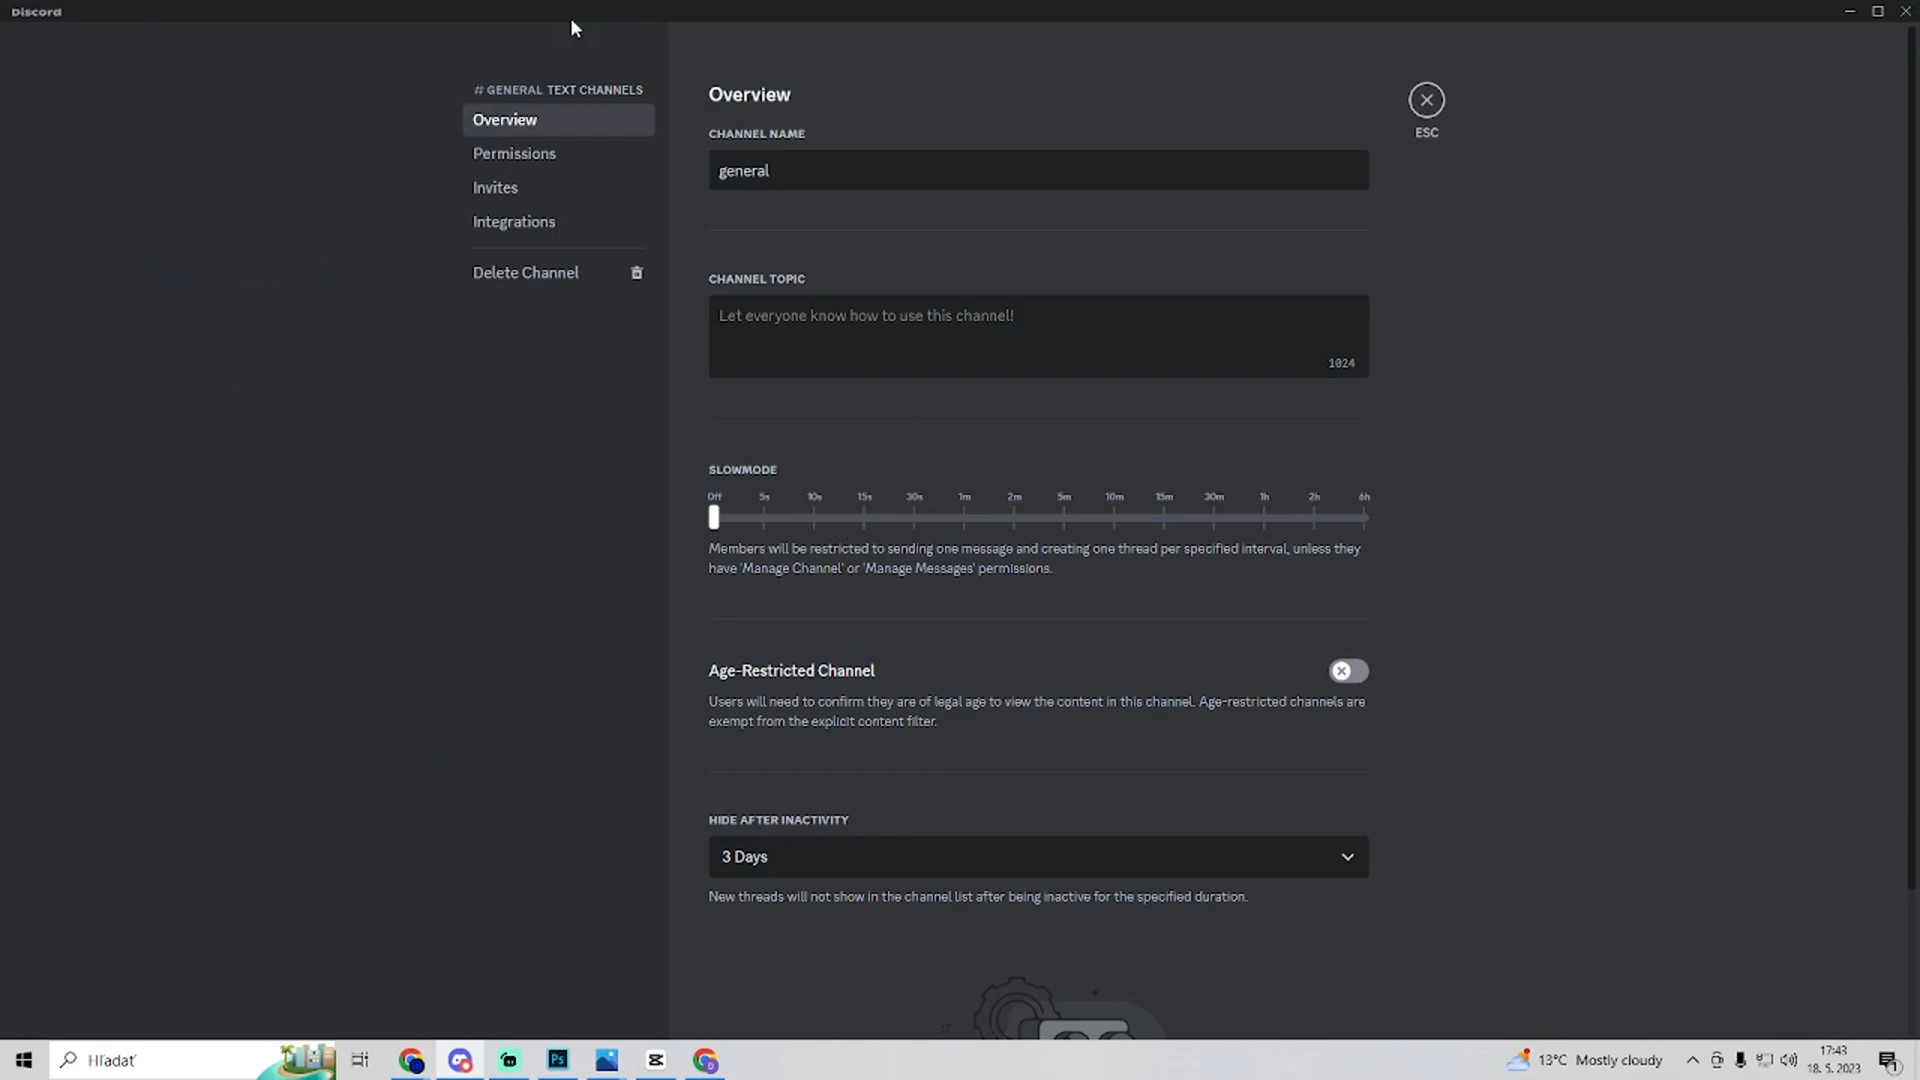 Discord
# GENERAL TEXT CHANNELS
Overview
Permissions
Invites
Integrations
Delete Channel
Overview
ESC
CHANNEL NAME
general
CHANNEL TOPIC
Let everyone know how to use this channel!
1024
SLOWMODE
Off 5s 10s 15s 30s 1m 2m 5m 10m 15m 30m 1h 2h 6h
Members will be restricted to sending one message and creating one thread per specified interval, unless they
have 'Manage Channel' or 'Manage Messages' permissions.
Age-Restricted Channel
Users will need to confirm they are of legal age to view the content in this channel. Age-restricted channels are
exempt from the explicit content filter.
HIDE AFTER INACTIVITY
3 Days
New threads will not show in the channel list after being inactive for the specified duration.
Hľadať
Ps
13°C Mostly cloudy
17:43
18. 5. 2023
1